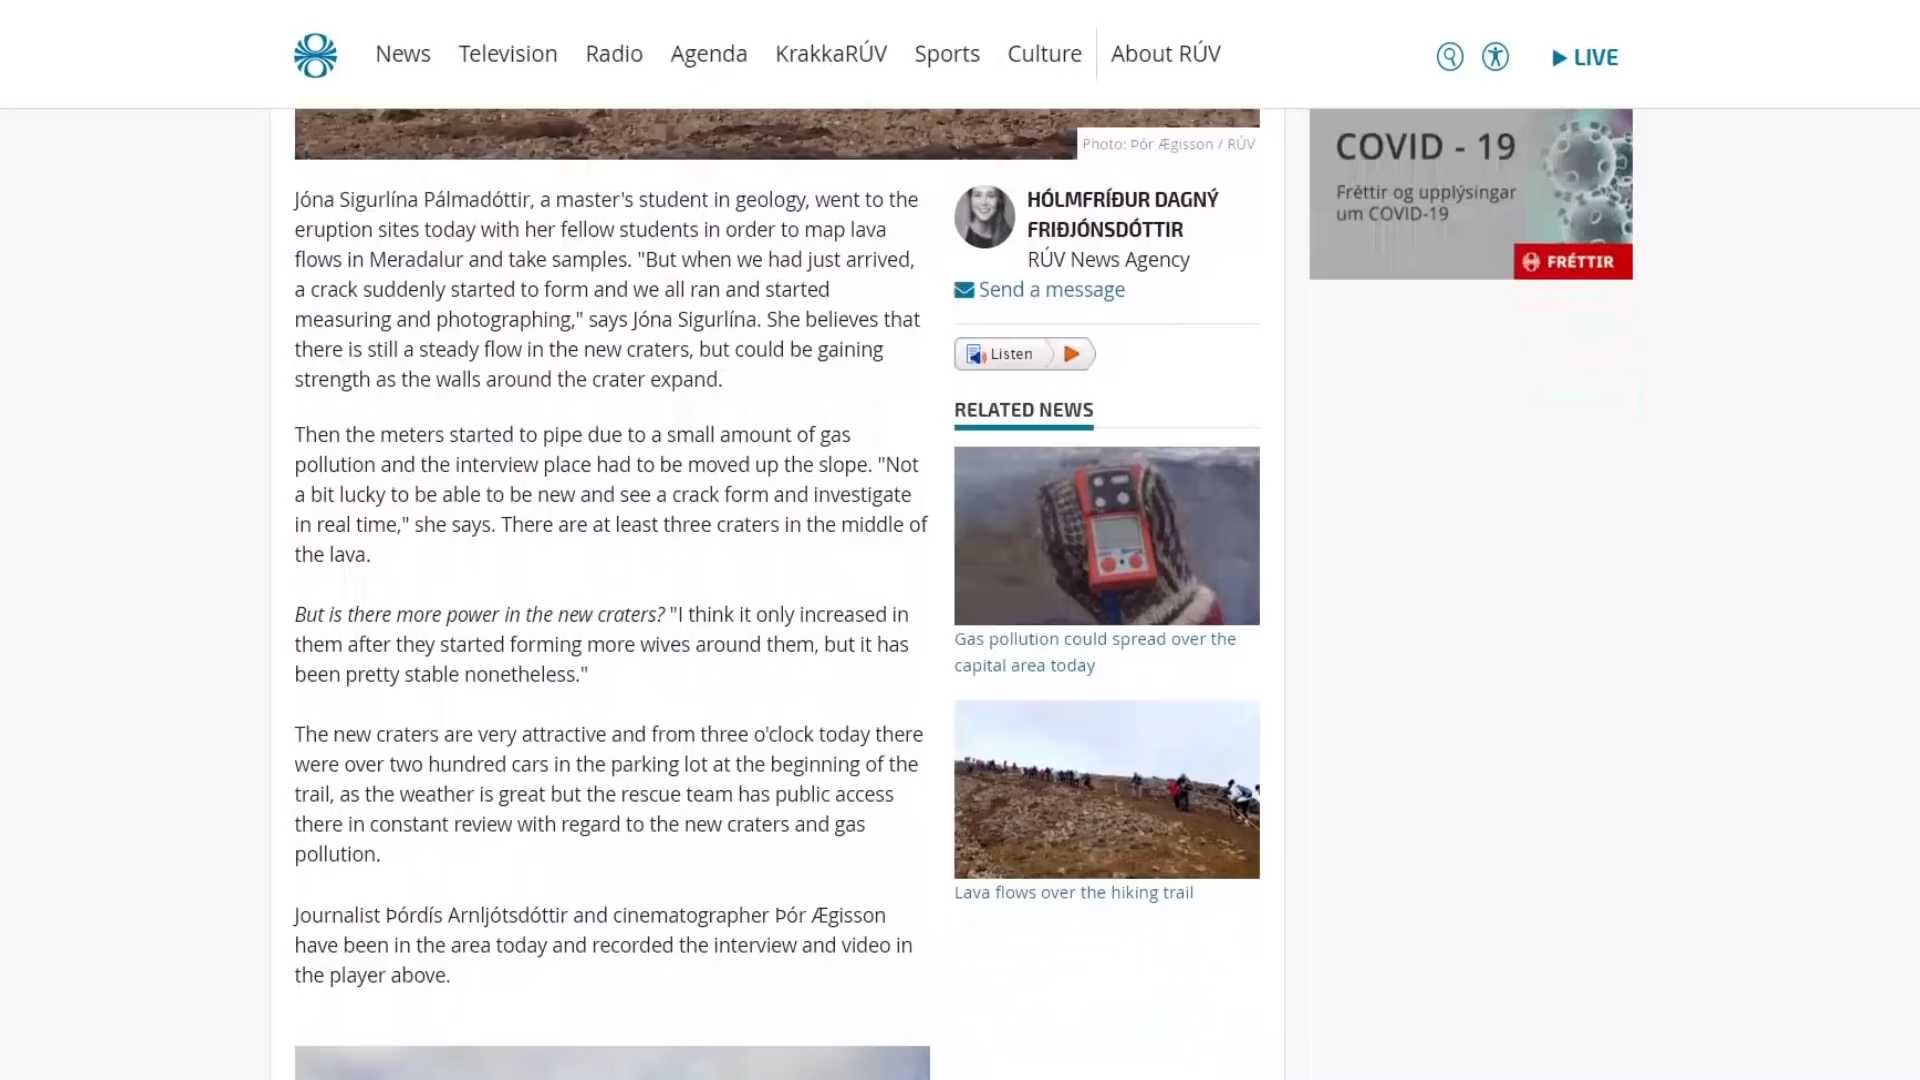 News Television Radio Agenda KrakkaRÚV Sports Culture About RÚV LIVE
Photo: Þór Ægisson / RÚV
Jóna Sigurlína Pálmadóttir, a master's student in geology, went to the
eruption sites today with her fellow students in order to map lava
flows in Meradalur and take samples. "But when we had just arrived,
a crack suddenly started to form and we all ran and started
measuring and photographing," says Jóna Sigurlína. She believes that
there is still a steady flow in the new craters, but could be gaining
strength as the walls around the crater expand.
Then the meters started to pipe due to a small amount of gas
pollution and the interview place had to be moved up the slope. "Not
a bit lucky to be able to be new and see a crack form and investigate
in real time," she says. There are at least three craters in the middle of
the lava.
But is there more power in the new craters? "I think it only increased in
them after they started forming more wives around them, but it has
been pretty stable nonetheless."
The new craters are very attractive and from three o'clock today there
were over two hundred cars in the parking lot at the beginning of the
trail, as the weather is great but the rescue team has public access
there in constant review with regard to the new craters and gas
pollution.
Journalist Þórdís Arnljótsdóttir and cinematographer Þór Ægisson
have been in the area today and recorded the interview and video in
the player above.
HÓLMFRÍÐUR DAGNÝ
FRIÐJÓNSDÓTTIR
RÚV News Agency
Send a message
Listen
RELATED NEWS
Gas pollution could spread over the
capital area today
Lava flows over the hiking trail
COVID - 19
Fréttir og upplýsingar
um COVID-19
FRÉTTIR